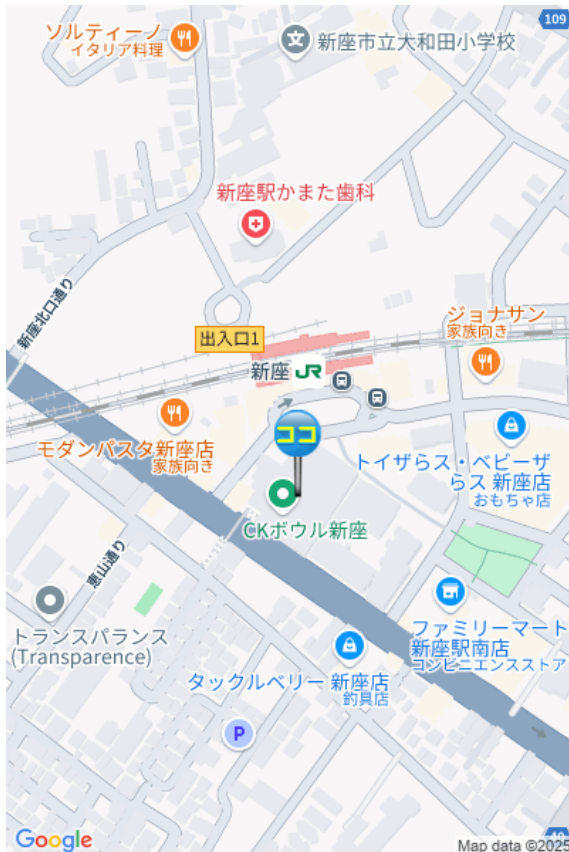 109
ソルティーノ
イタリア料理
新座市立大和田小学校
新座駅かまた歯科
新座北口通り
出入口1
ジョナサン
家族向き
新座 JR
ココ
モダンパスタ新座店
家族向き
トイザらス・ベビーザ
らス 新座店
おもちゃ店
CKボウル新座
恵山通り
トランスパランス
(Transparence)
ファミリーマート
新座駅南店
コンビニエンスストア
タックルベリー 新座店
釣具店
P
Google
Map data ©2025